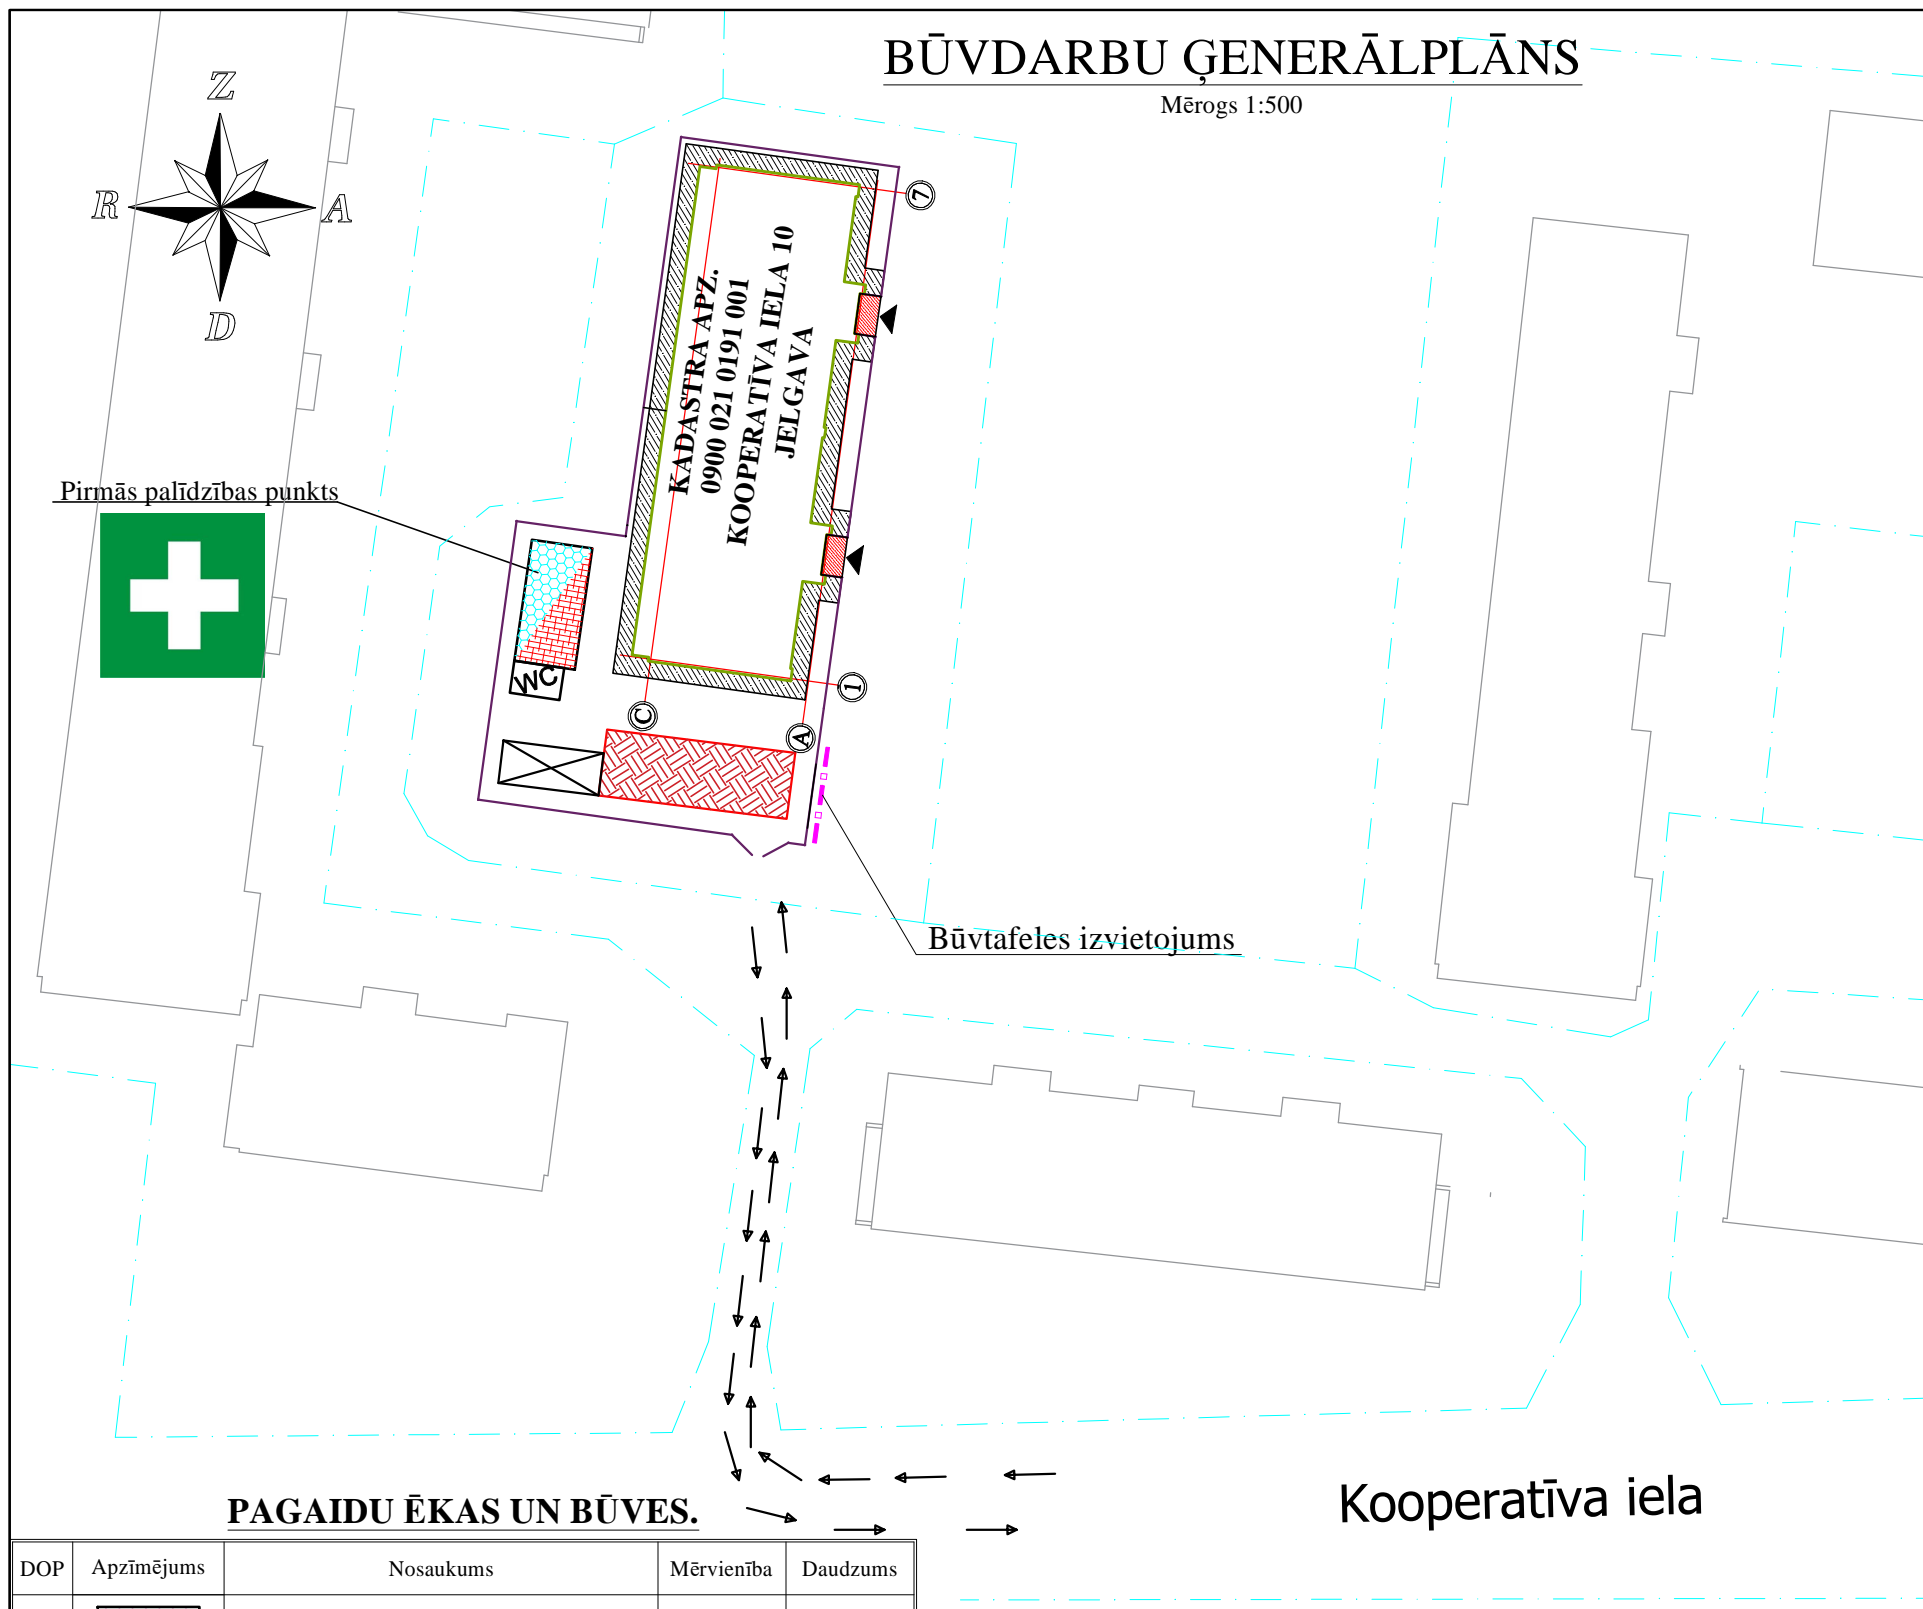 BŪVDARBU ĢENERĀLPLĀNS
Mērogs 1:500
Z
R
A
D
7
KADASTRA APZ.
0900 021 0191 001
KOOPERATĪVA IELA 10
JELGAVA
Pirmās palīdzības punkts
WC
1
C
A
Būvtafeles izvietojums
Kooperatīva iela
PAGAIDU ĒKAS UN BŪVES.
DOP Apzīmējums Nosaukums Mērvienība Daudzums